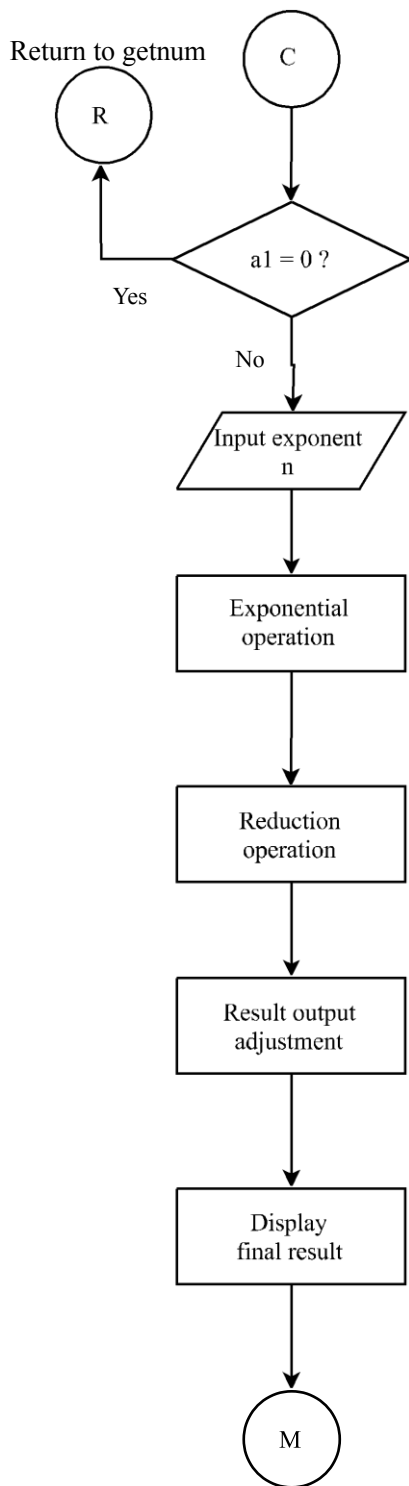 Return to getnum
C
R
a1 = 0 ?
Yes
No
Input exponent
n
Exponential
operation
Reduction
operation
Result output
adjustment
Display
final result
M